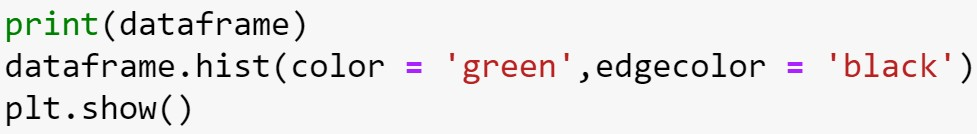 print(dataframe)
dataframe.hist(color = 'green',edgecolor = 'black')
plt.show()